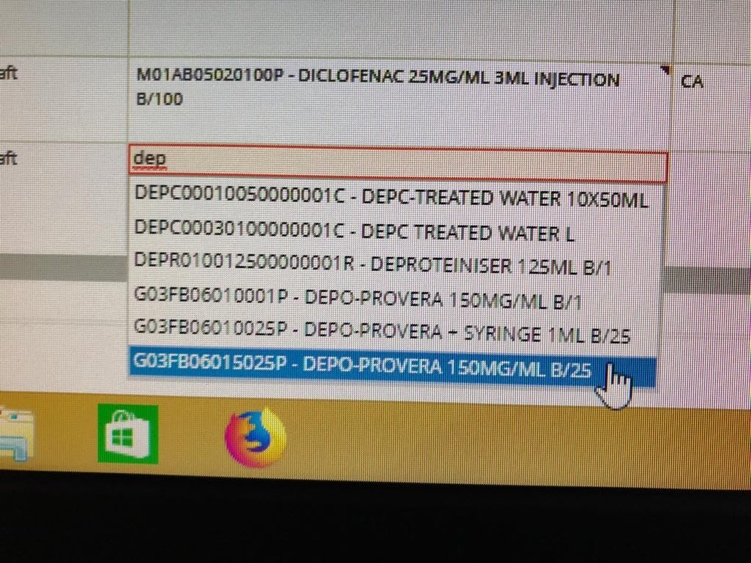 aft
M01AB05020100P - DICLOFENAC 25MG/ML 3ML INJECTION
B/100
CA
aft
dep
DEPC00010050000001C - DEPC-TREATED WATER 10X50ML
DEPC00030100000001C - DEPC TREATED WATER L
DEPR010012500000001R - DEPROTEINISER 125ML B/1
G03FB06010001P - DEPO-PROVERA 150MG/ML B/1
G03FB06010025P - DEPO-PROVERA + SYRINGE 1ML B/25
G03FB06015025P - DEPO-PROVERA 150MG/ML B/25